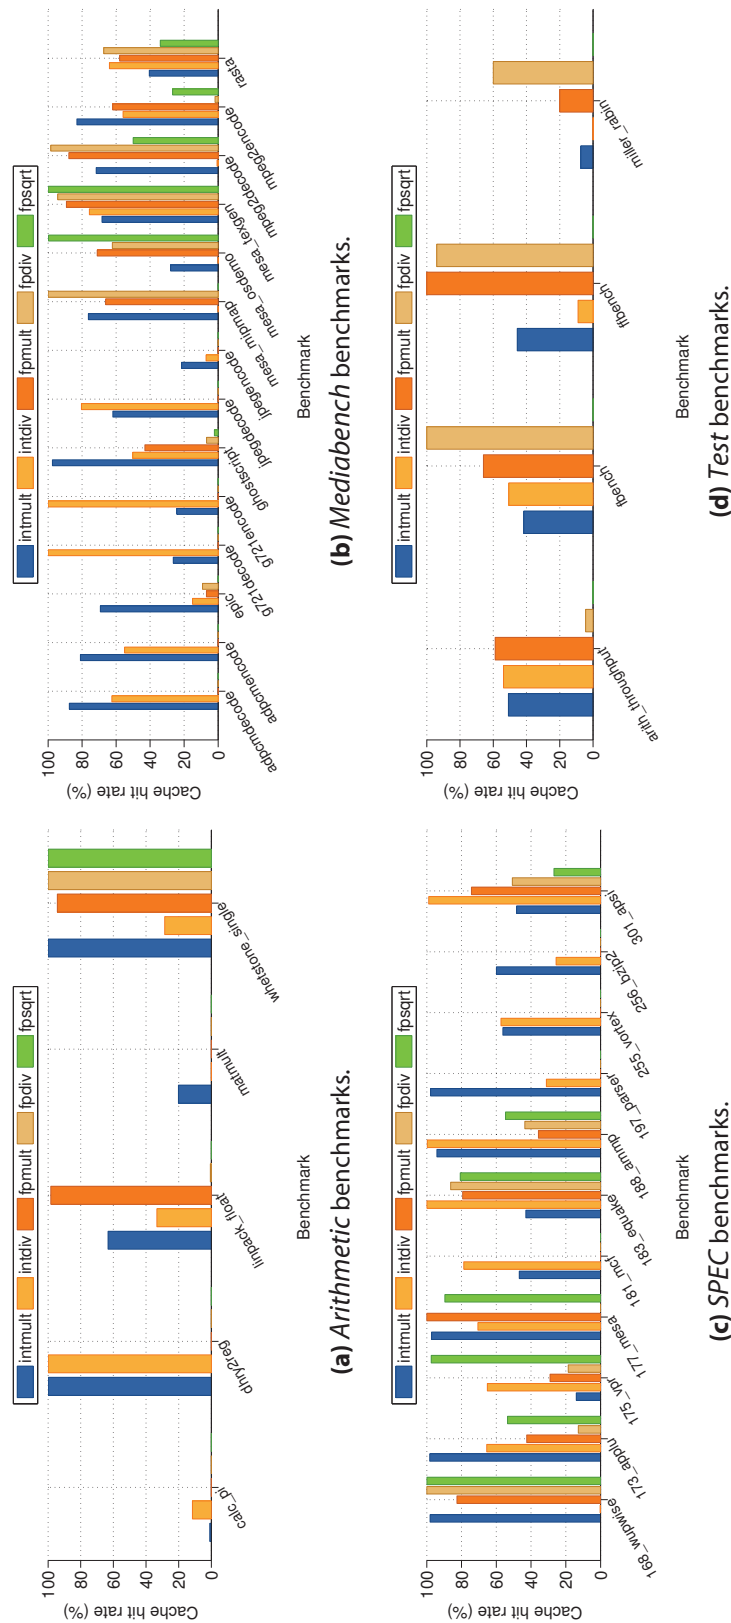 intmult intdiv fpmult fpdiv fpsqrt
Cache hit rate (%)
100
80
60
40
20
0
calc_pi
dhry2reg
linpack_float
matmult
whetstone_single
Benchmark
(a) Arithmetic benchmarks.
intmult intdiv fpmult fpdiv fpsqrt
Cache hit rate (%)
100
80
60
40
20
0
adpcmdecode
adpcmencode
epic
g721decode
g721encode
ghostscript
jpegdecode
jpegencode
mesa_mipmap
mesa_osdemo
mesa_texgen
mpeg2decode
mpeg2encode
rasta
Benchmark
(b) Mediabench benchmarks.
intmult intdiv fpmult fpdiv fpsqrt
Cache hit rate (%)
100
80
60
40
20
0
168_wupwise
173_applu
175_vpr
177_mesa
181_mcf
183_equake
188_ammp
197_parser
255_vortex
256_bzip2
301_apsi
Benchmark
(c) SPEC benchmarks.
intmult intdiv fpmult fpdiv fpsqrt
Cache hit rate (%)
100
80
60
40
20
0
arith_throughput
fbench
ffbench
miller_rabin
Benchmark
(d) Test benchmarks.